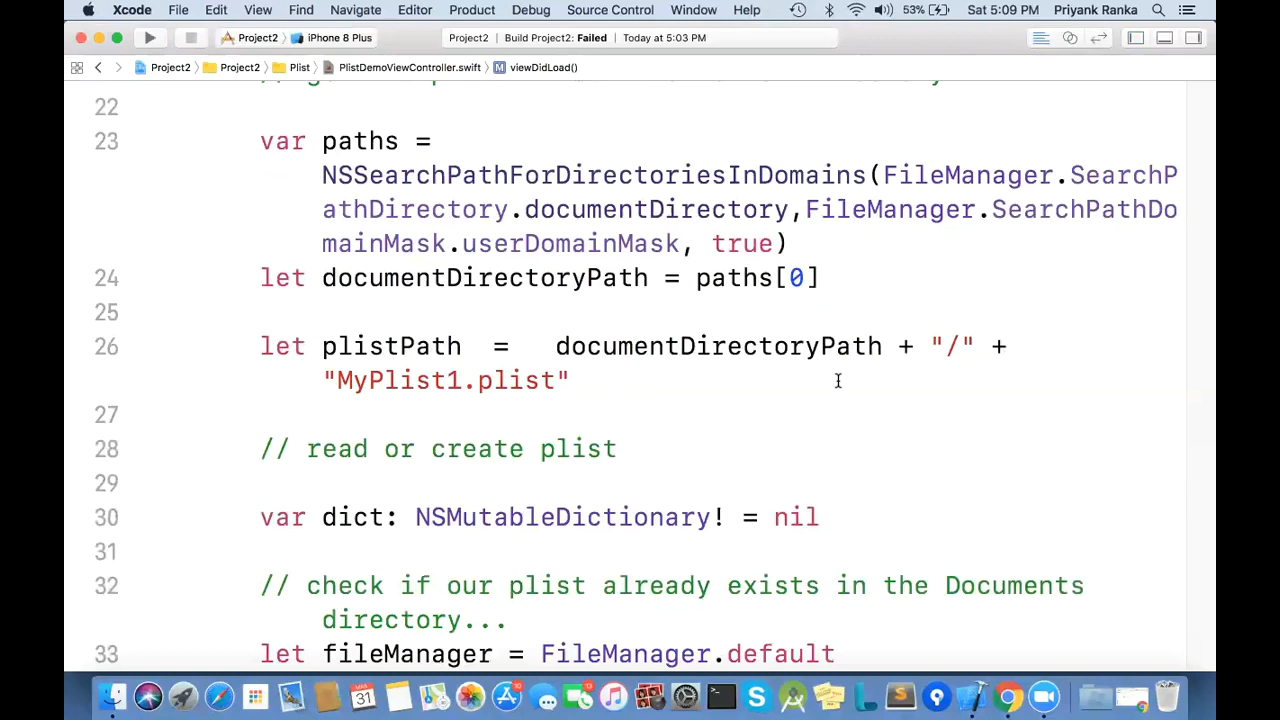 Xcode File Edit View Find Navigate Editor Product Debug Source Control Window Help 53% Sat 5:09 PM Priyank Ranka
Project2 iPhone 8 Plus Project2 | Build Project2: Failed | Today at 5:03 PM
Project2 Project2 Plist PlistDemoViewController.swift M viewDidLoad()
22
23 var paths =
NSSearchPathForDirectoriesInDomains(FileManager.SearchP
athDirectory.documentDirectory,FileManager.SearchPathDo
mainMask.userDomainMask, true)
24 let documentDirectoryPath = paths[0]
25
26 let plistPath = documentDirectoryPath + "/" +
"MyPlist1.plist"
27
28 // read or create plist
29
30 var dict: NSMutableDictionary! = nil
31
32 // check if our plist already exists in the Documents
directory...
33 let fileManager = FileManager.default
31